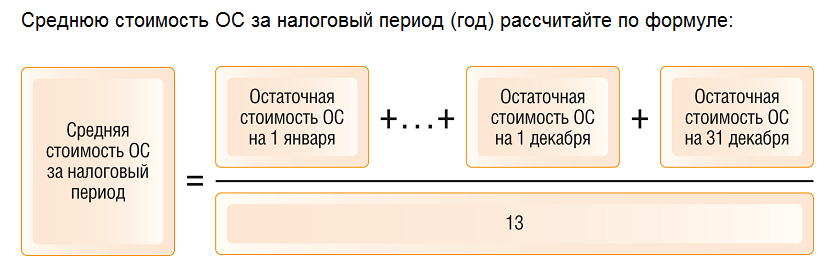 Среднюю стоимость ОС за налоговый период (год) рассчитайте по формуле:
Средняя
стоимость ОС
за налоговый
период
=
Остаточная
стоимость ОС
на 1 января
+…+
Остаточная
стоимость ОС
на 1 декабря
+
Остаточная
стоимость ОС
на 31 декабря
13